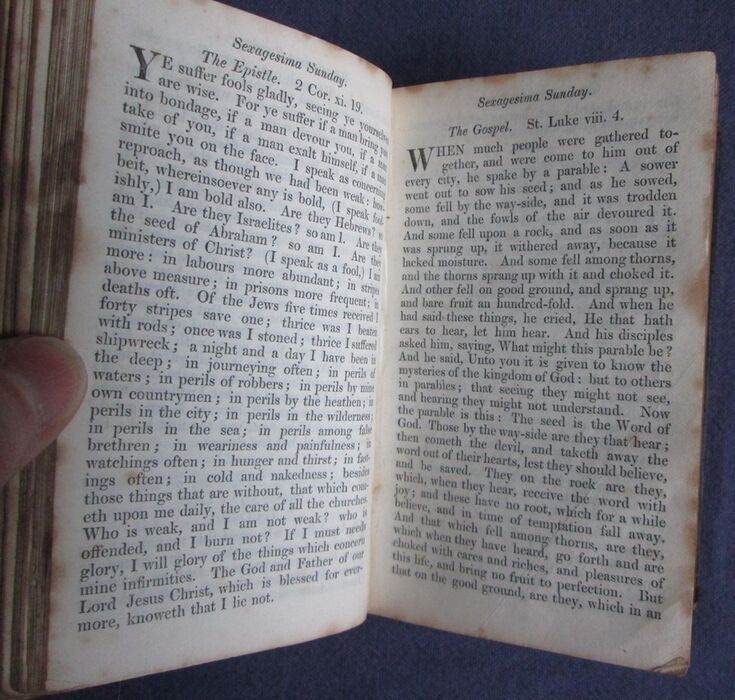 Sexagesima Sunday.
The Epistle. 2 Cor. xi. 19.
YE suffer fools gladly, seeing ye yourselves
are wise. For ye suffer if a man bring you
into bondage, if a man devour you, if a man
take of you, if a man exalt himself, if a man
smite you on the face. I speak as concerning
reproach, as though we had been weak: how-
beit, whereinsoever any is bold, (I speak fool-
ishly,) I am bold also. Are they Hebrews? so
am I. Are they Israelites? so am I. Are they
the seed of Abraham? so am I. Are they
ministers of Christ? (I speak as a fool,) I am
more: in labours more abundant; in stripes
above measure; in prisons more frequent; in
deaths oft. Of the Jews five times received I
forty stripes save one; thrice was I beaten
with rods; once was I stoned; thrice I suffered
shipwreck; a night and a day I have been in
the deep; in journeying often; in perils of
waters; in perils of robbers; in perils by mine
own countrymen; in perils by the heathen; in
perils in the city; in perils in the wilderness;
in perils in the sea; in perils among false
brethren; in weariness and painfulness; in
watchings often; in hunger and thirst; in fast-
ings often; in cold and nakedness; besides
those things that are without, that which com-
eth upon me daily, the care of all the churches.
Who is weak, and I am not weak? who is
offended, and I burn not? If I must needs
glory, I will glory of the things which concern
mine infirmities. The God and Father of our
Lord Jesus Christ, which is blessed for ever-
more, knoweth that I lie not.
Sexagesima Sunday.
The Gospel. St. Luke viii. 4.
WHEN much people were gathered to-
gether, and were come to him out of
every city, he spake by a parable: A sower
went out to sow his seed; and as he sowed,
some fell by the way-side, and it was trodden
down, and the fowls of the air devoured it.
And some fell upon a rock, and as soon as it
was sprung up, it withered away, because it
lacked moisture. And some fell among thorns,
and the thorns sprang up with it and choked it.
And other fell on good ground, and sprang up,
and bare fruit an hundred-fold. And when he
had said these things, he cried, He that hath
ears to hear, let him hear. And his disciples
asked him, saying, What might this parable be?
And he said, Unto you it is given to know the
mysteries of the kingdom of God: but to others
in parables; that seeing they might not see,
and hearing they might not understand. Now
the parable is this: The seed is the Word of
God. Those by the way-side are they that hear;
then cometh the devil, and taketh away the
word out of their hearts, lest they should believe,
and be saved. They on the rock are they,
which, when they hear, receive the word with
joy; and these have no root, which for a while
believe, and in time of temptation fall away.
And that which fell among thorns, are they,
which when they have heard, go forth and are
choked with cares and riches, and pleasures of
this life, and bring no fruit to perfection. But
that on the good ground, are they, which in an